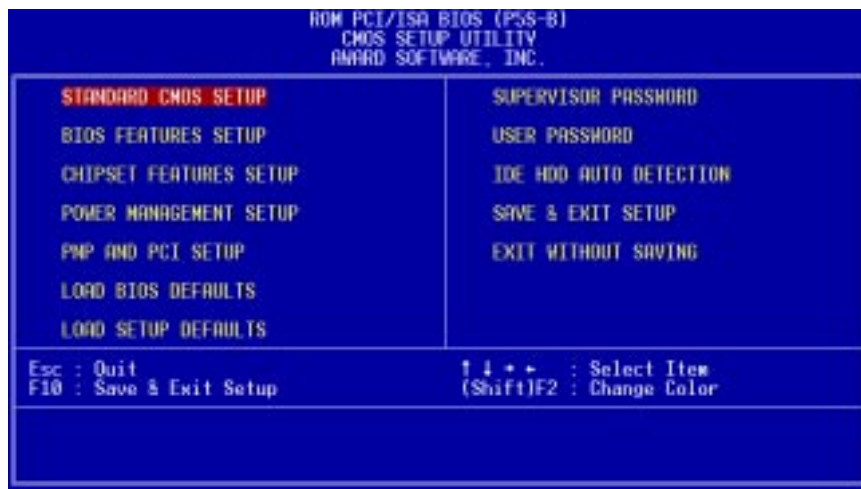 ROM PCI/ISA BIOS (P5S-B)
CMOS SETUP UTILITY
AWARD SOFTWARE, INC.
STANDARD CMOS SETUP
BIOS FEATURES SETUP
CHIPSET FEATURES SETUP
POWER MANAGEMENT SETUP
PNP AND PCI SETUP
LOAD BIOS DEFAULTS
LOAD SETUP DEFAULTS
SUPERVISOR PASSWORD
USER PASSWORD
IDE HDD AUTO DETECTION
SAVE & EXIT SETUP
EXIT WITHOUT SAVING
Esc : Quit
F10 : Save & Exit Setup
↑ ↓ → ← : Select Item
(Shift)F2 : Change Color